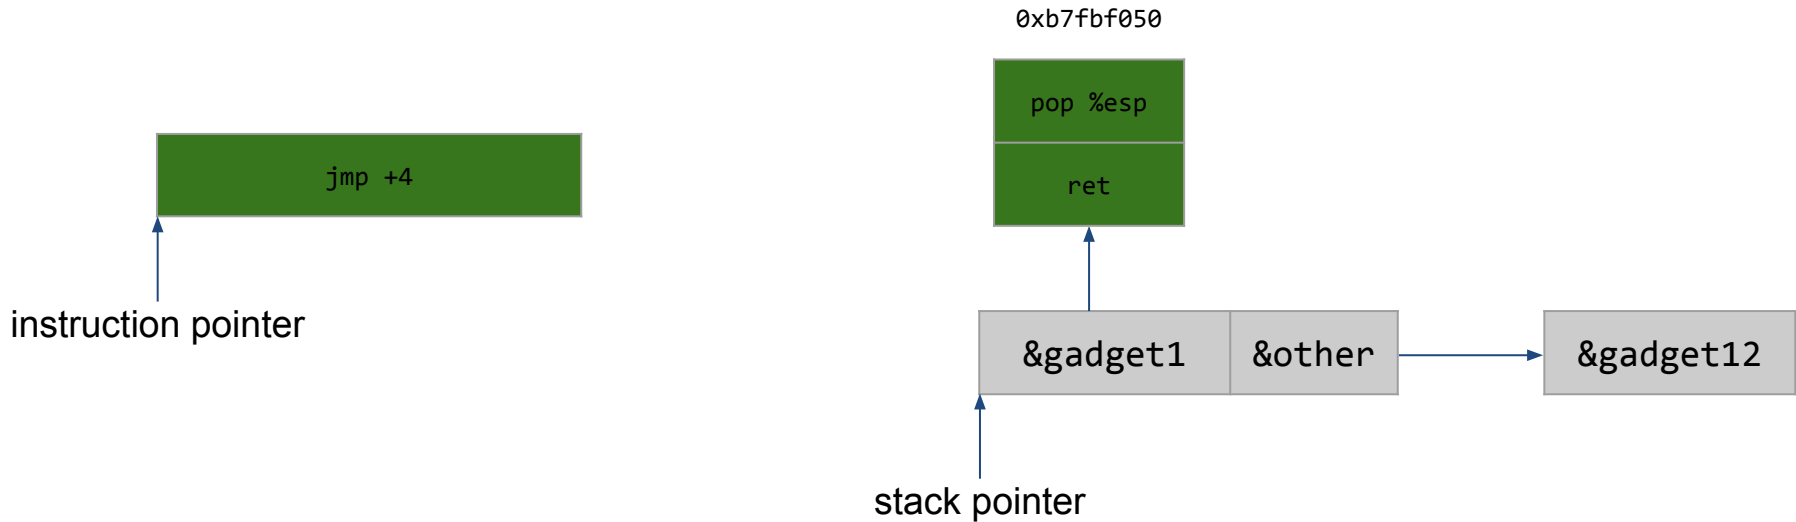 0xb7fbf050
pop %esp
jmp +4
ret
instruction pointer
&gadget1
&other
&gadget12
stack pointer